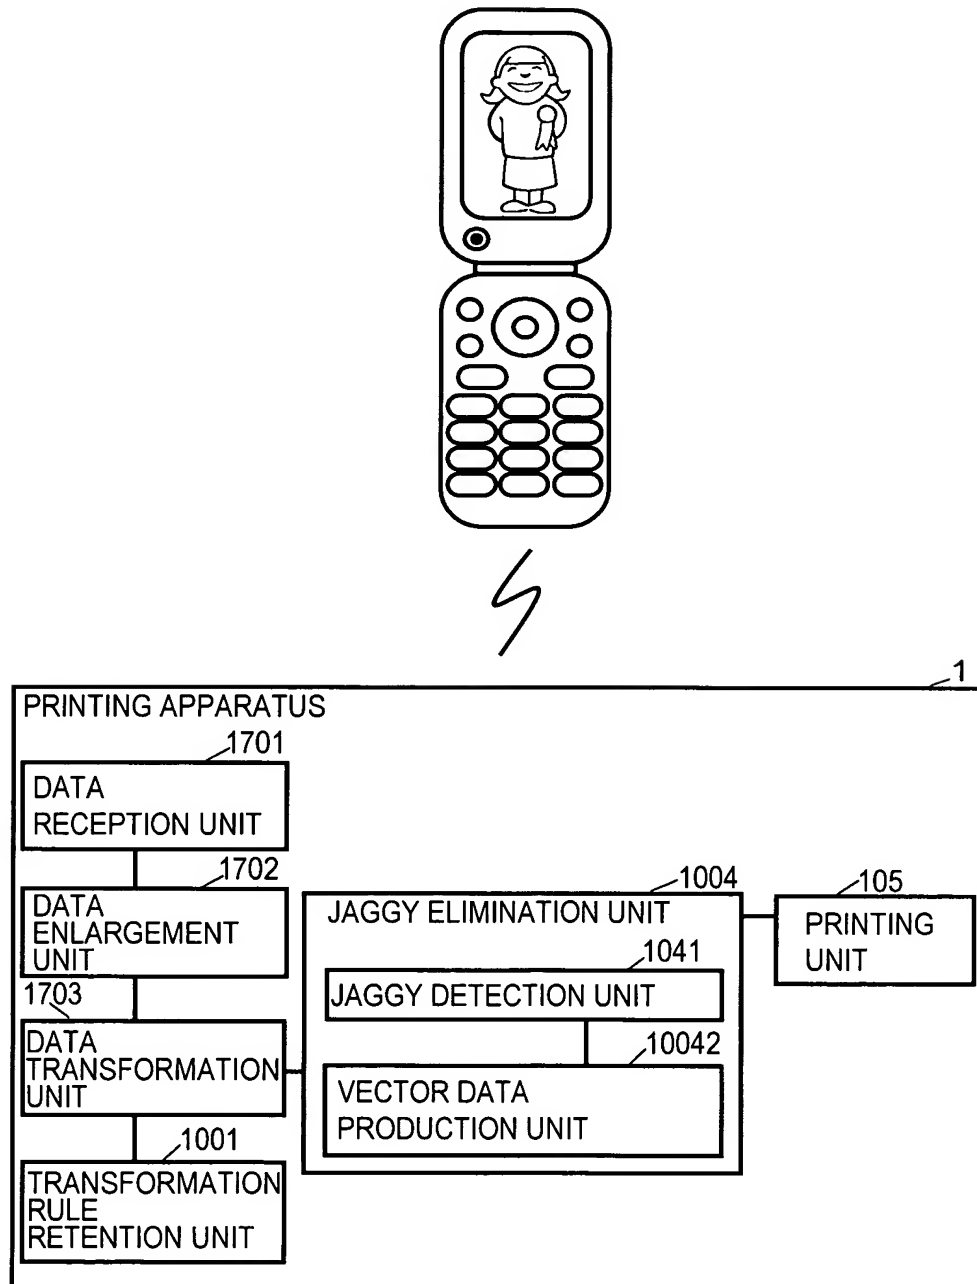 1
PRINTING APPARATUS
1701
DATA
RECEPTION UNIT
1702
DATA
ENLARGEMENT
UNIT
1703
DATA
TRANSFORMATION
UNIT
1001
TRANSFORMATION
RULE
RETENTION UNIT
1004
JAGGY ELIMINATION UNIT
1041
JAGGY DETECTION UNIT
10042
VECTOR DATA
PRODUCTION UNIT
105
PRINTING
UNIT